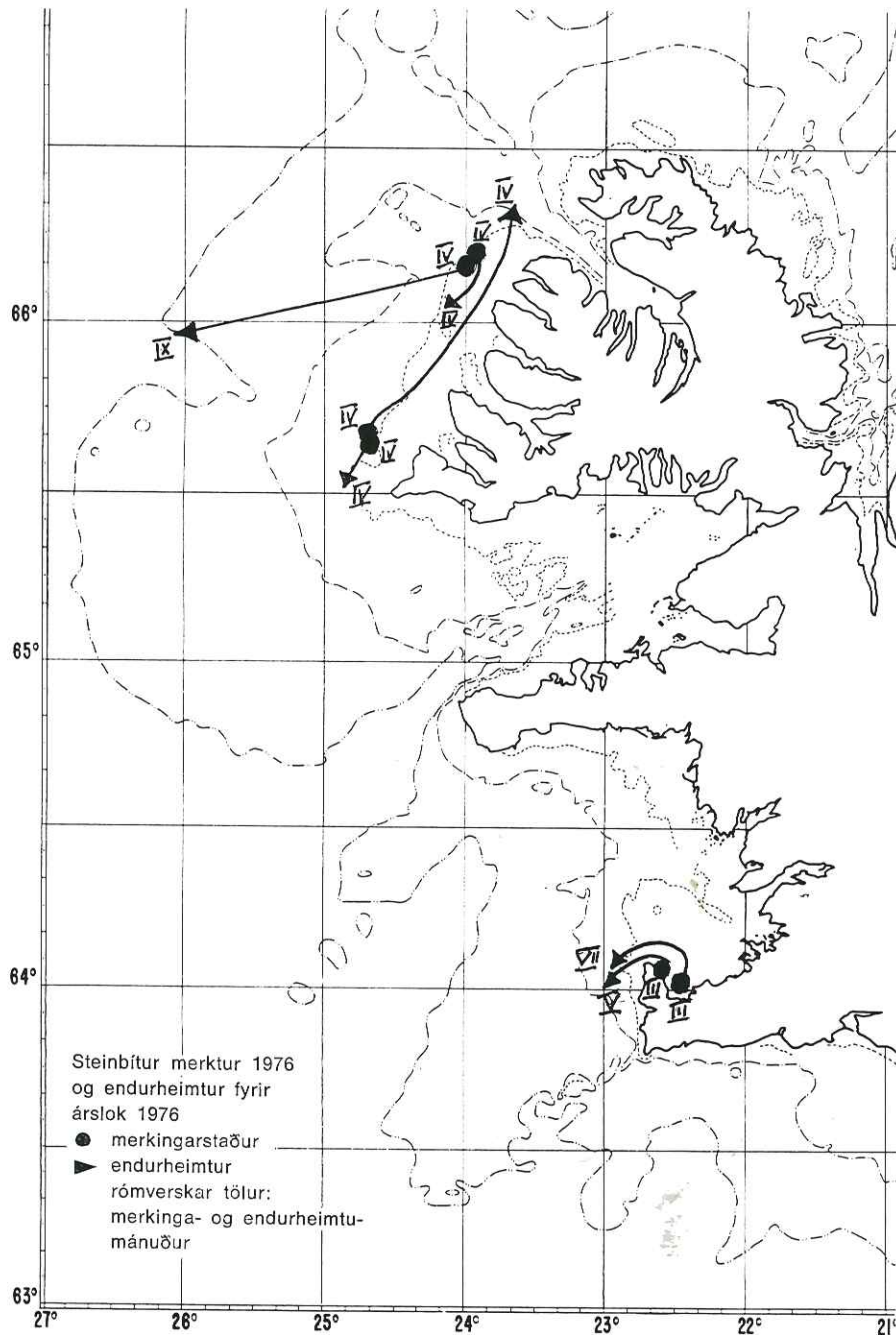 IV
IV
IV
66°
IV
IX
IV
IV
IV
65°
VII
64°
V
III
III
Steinbítur merktur 1976
og endurheimtur fyrir
árslok 1976
merkingarstaður
endurheimtur
rómverskar tölur:
merkinga- og endurheimtu-
mánuður
63°
27° 26° 25° 24° 23° 22° 21°